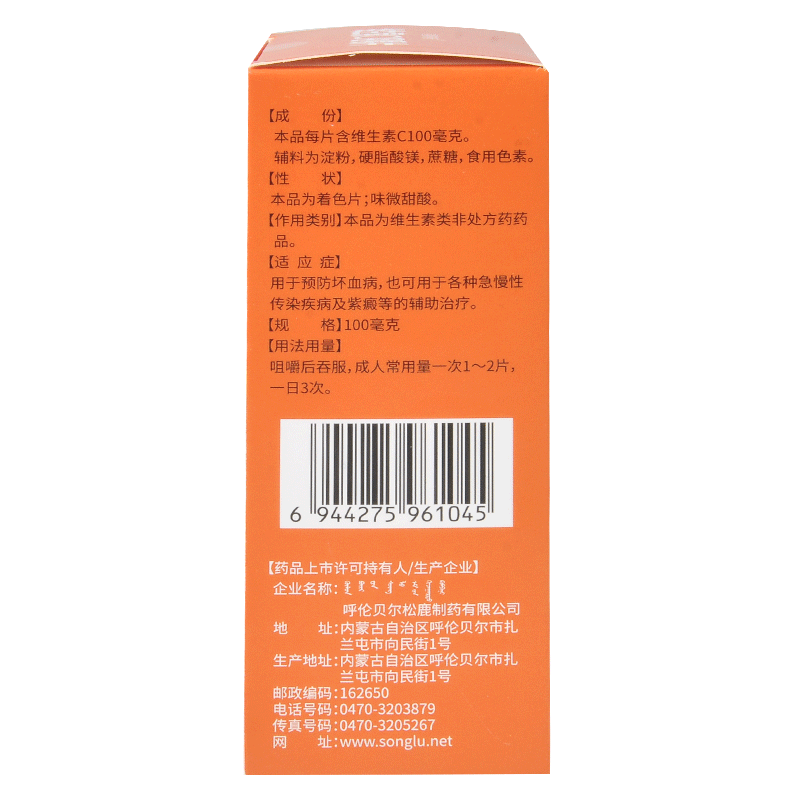 【成　份】
本品每片含维生素C100毫克。
辅料为淀粉，硬脂酸镁，蔗糖，食用色素。
【性　状】
本品为着色片；味微甜酸。
【作用类别】本品为维生素类非处方药药
品。
【适 应 症】
用于预防坏血病，也可用于各种急慢性
传染疾病及紫癜等的辅助治疗。
【规　格】100毫克
【用法用量】
咀嚼后吞服，成人常用量一次1～2片，
一日3次。
6 944275 961045
【药品上市许可持有人/生产企业】
企业名称：
呼伦贝尔松鹿制药有限公司
地　址：内蒙古自治区呼伦贝尔市扎
兰屯市向民街1号
生产地址：内蒙古自治区呼伦贝尔市扎
兰屯市向民街1号
邮政编码：162650
电话号码：0470-3203879
传真号码：0470-3205267
网　址：www.songlu.net